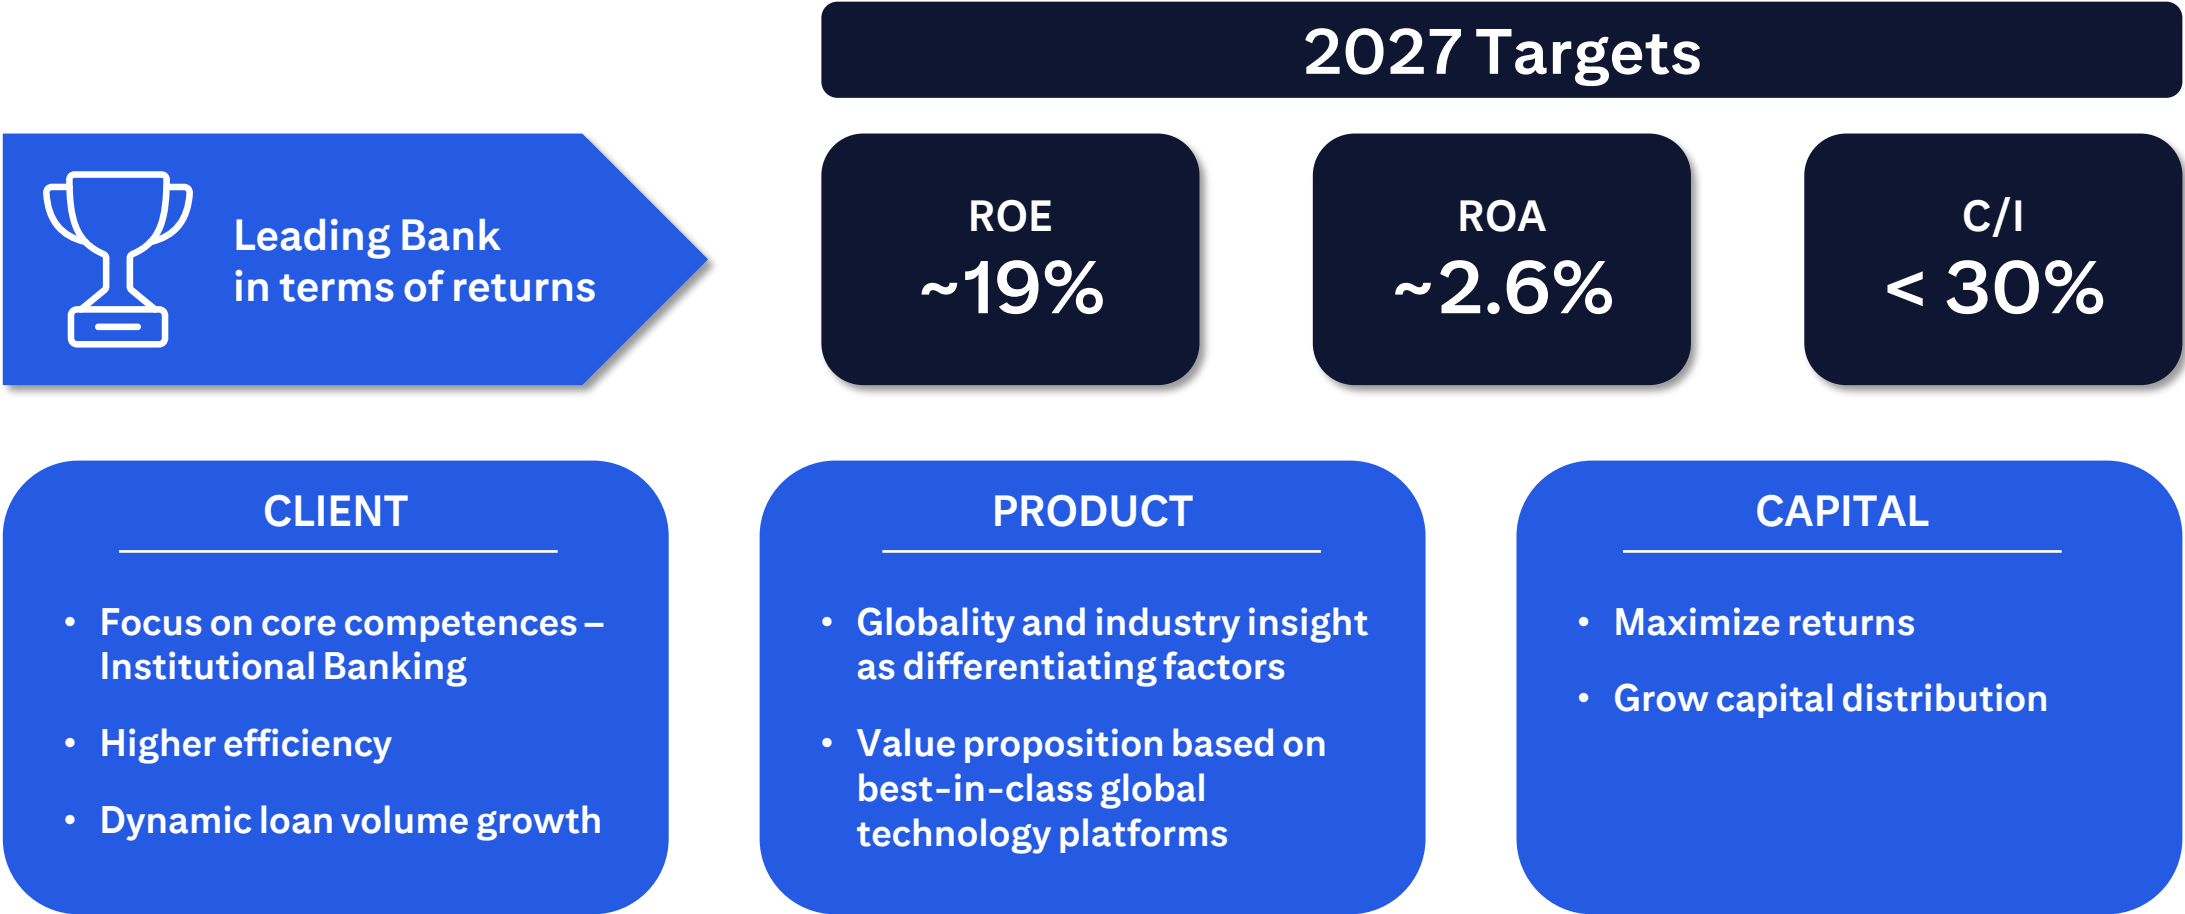 2027 Targets
Leading Bank
in terms of returns
ROE
~19%
ROA
~2.6%
C/I
< 30%
CLIENT
• Focus on core competences –
Institutional Banking
• Higher efficiency
• Dynamic loan volume growth
PRODUCT
• Globality and industry insight
as differentiating factors
• Value proposition based on
best-in-class global
technology platforms
CAPITAL
• Maximize returns
• Grow capital distribution